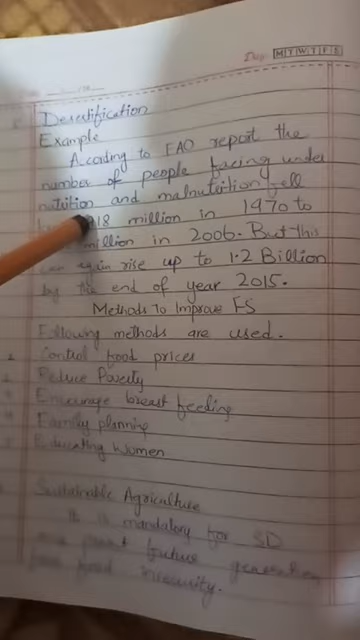 Day: M T W T F S
Desertification
Example
According to FAO report the
number of people facing under
nutrition and malnutrition fell
18 million in 1970 to
million in 2006. But this
can again rise up to 1.2 Billion
by the end of year 2015.
Methods To Improve FS
Following methods are used.
Control food prices
Reduce Poverty
Encourage breast feeding
Family planning
Educating Women
Sustainable Agriculture
It is mandatory for SD
and future generation
food insecurity.